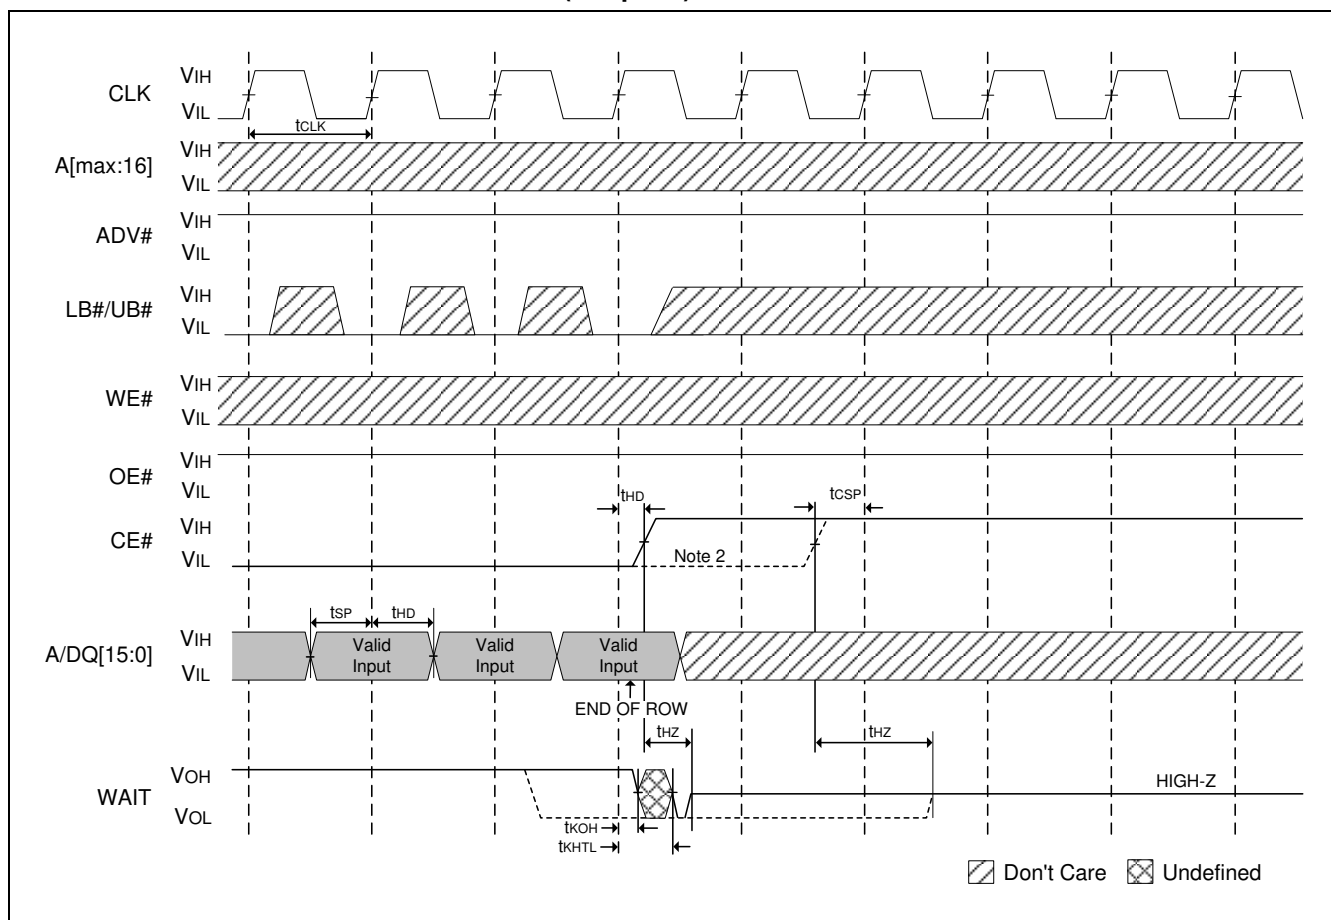 CLK VIH
VIL
tCLK
A[max:16] VIH
VIL
ADV# VIH
VIL
LB#/UB# VIH
VIL
WE# VIH
VIL
OE# VIH
VIL
tHD tCSP
CE# VIH
VIL
Note 2
tSP tHD
A/DQ[15:0] VIH
VIL
Valid Input
Valid Input
Valid Input
END OF ROW
tHZ tHZ
WAIT VOH
VOL
HIGH-Z
tKOH
tKHTL
Don't Care Undefined